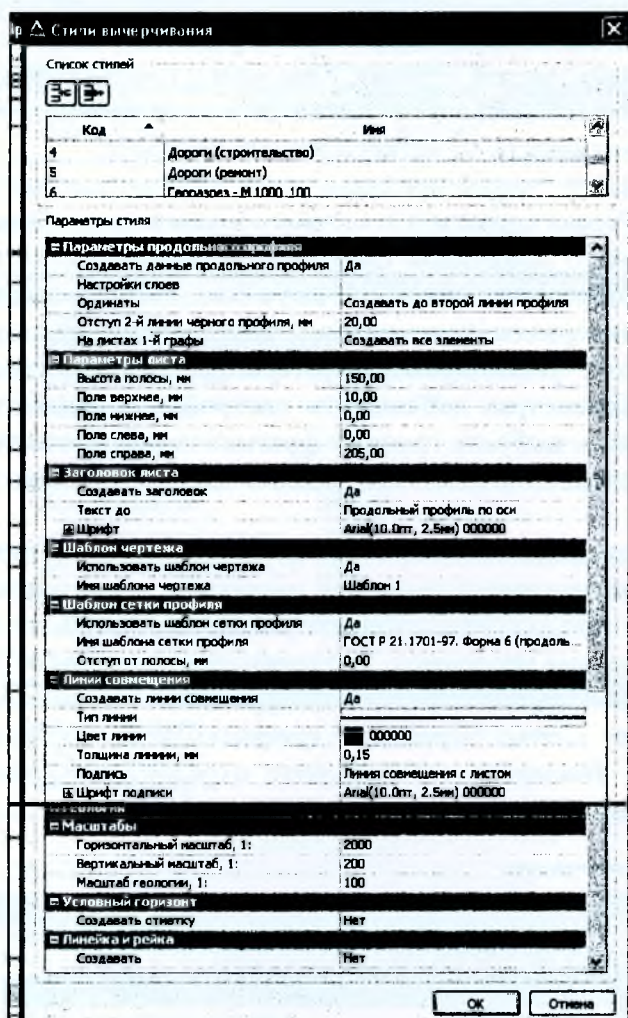 Стили вычерчивания
Список стилей
Код Имя
4 Дороги (строительство)
5 Дороги (ремонт)
6 Георазрез - М 1000_100
Параметры стиля
Параметры продольного профиля
Создавать данные продольного профиля Да
Настройки слоев
Ординаты Создавать до второй линии профиля
Отступ 2-й линии черного профиля, мм 20,00
На листах 1-й графы Создавать все элементы
Параметры листа
Высота полосы, мм 150,00
Поле верхнее, мм 10,00
Поле нижнее, мм 0,00
Поле слева, мм 0,00
Поле справа, мм 205,00
Заголовок листа
Создавать заголовок Да
Текст до Продольный профиль по оси
Шрифт Arial(10.0пт, 2.5мм) 000000
Шаблон чертежа
Использовать шаблон чертежа Да
Имя шаблона чертежа Шаблон 1
Шаблон сетки профиля
Использовать шаблон сетки профиля Да
Имя шаблона сетки профиля ГОСТ Р 21.1701-97. Форма 6 (продоль...
Отступ от полосы, мм 0,00
Линии совмещения
Создавать линии совмещения Да
Тип линии
Цвет линии 000000
Толщина линии, мм 0,15
Подпись Линия совмещения с листом
Шрифт подписи Arial(10.0пт, 2.5мм) 000000
Масштабы
Горизонтальный масштаб, 1: 2000
Вертикальный масштаб, 1: 200
Масштаб геологии, 1: 100
Условный горизонт
Создавать отметку Нет
Линейка и рейка
Создавать Нет
ОК Отмена